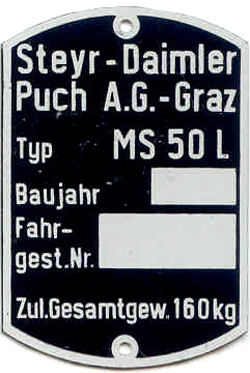 Steyr-Daimler
Puch A.G.-Graz
Typ MS 50 L
Baujahr
Fahr-
gest.Nr.
Zul.Gesamtgew. 160kg